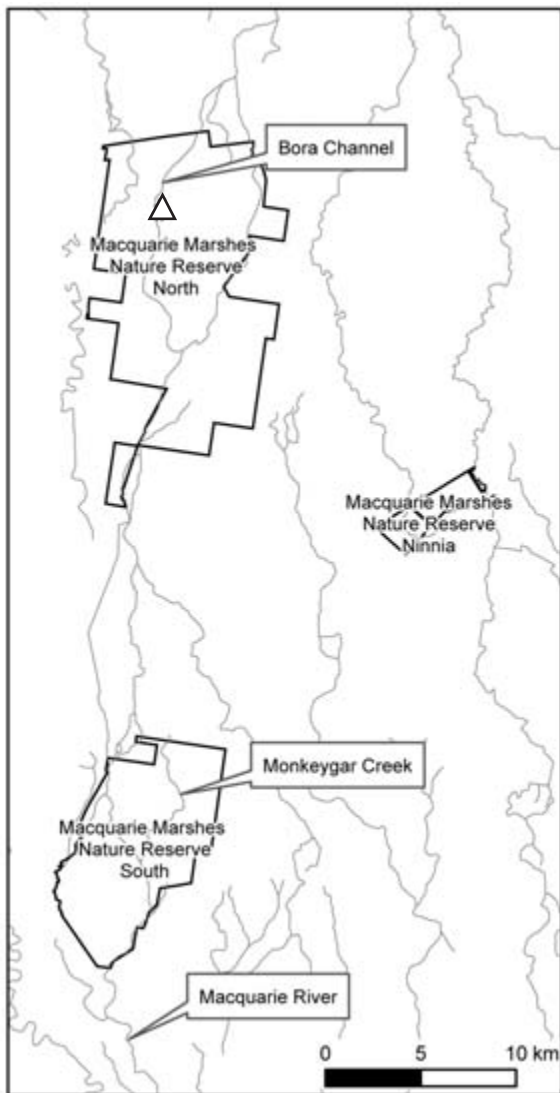 Bora Channel
Macquarie Marshes
Nature Reserve
North
Macquarie Marshes
Nature Reserve
Ninnia
Monkeygar Creek
Macquarie Marshes
Nature Reserve
South
Macquarie River
0 5 10 km